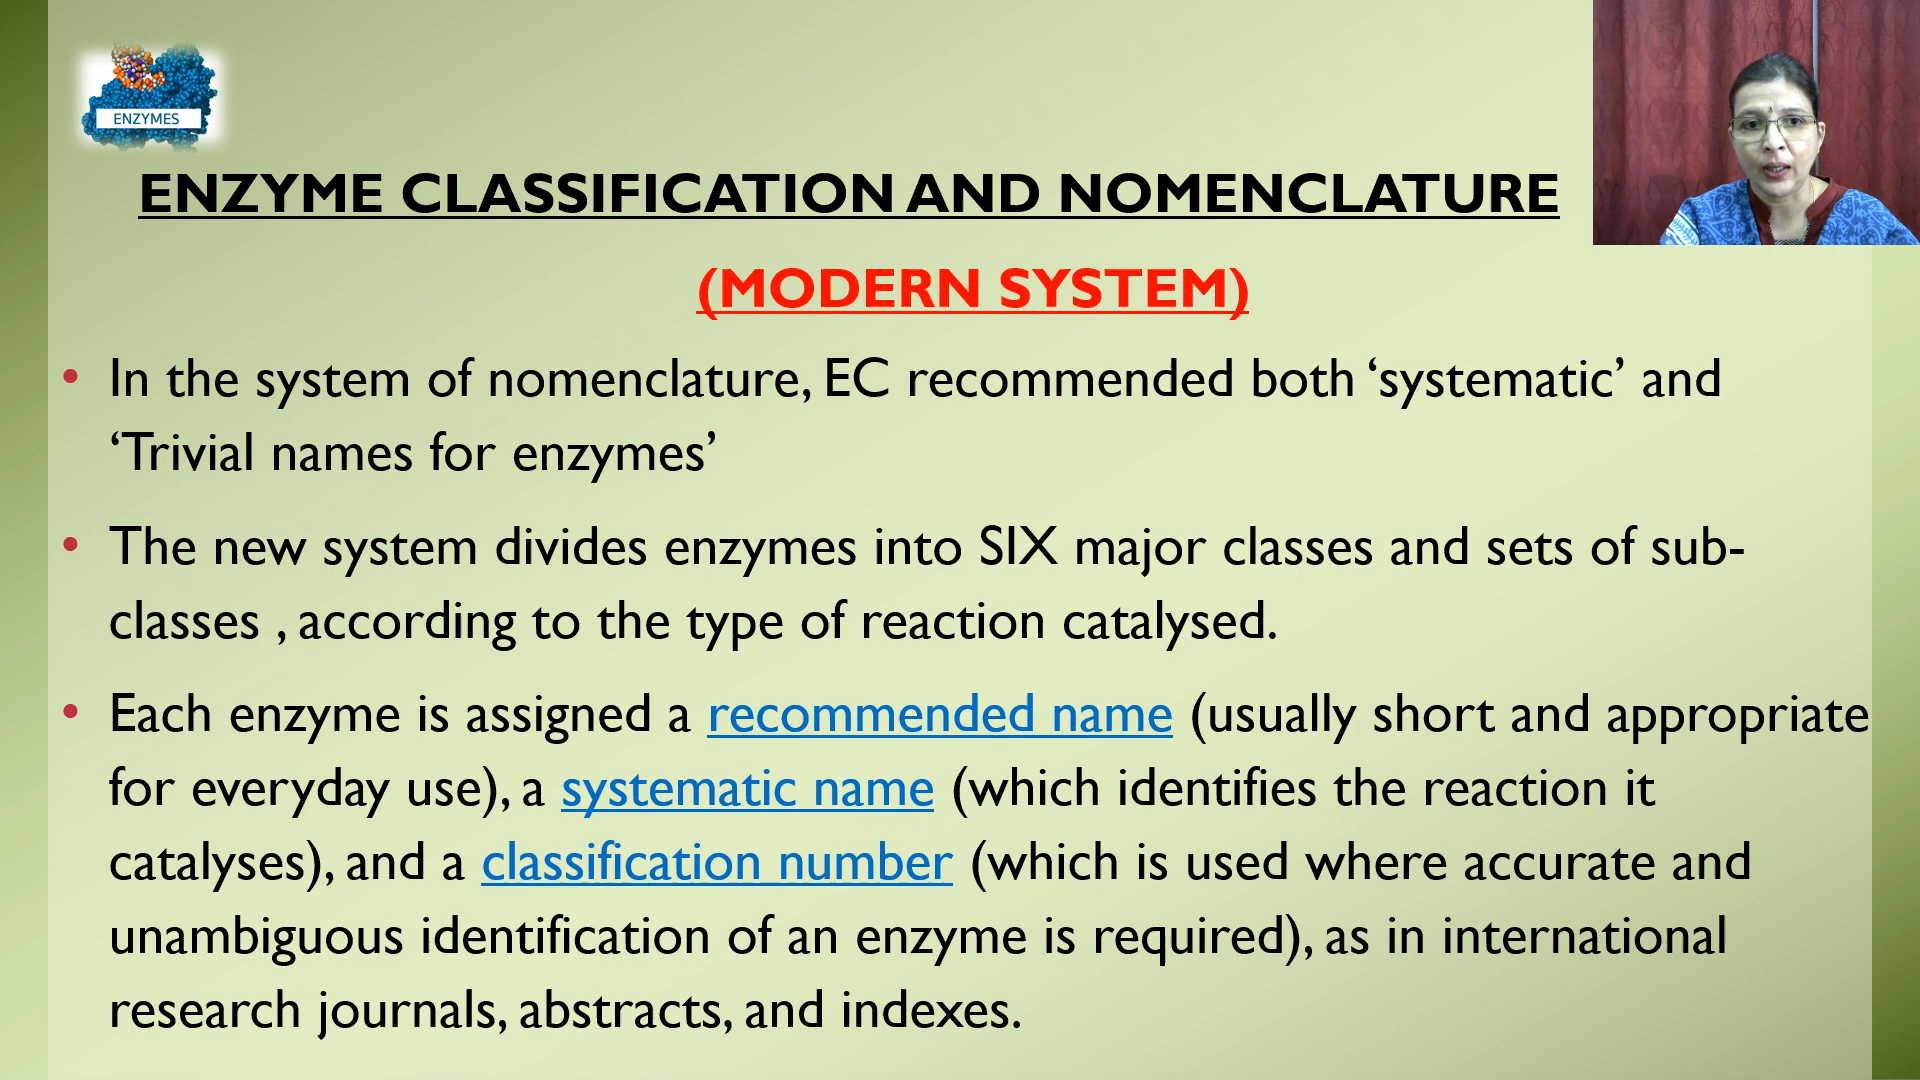 ENZYMES
ENZYME CLASSIFICATION AND NOMENCLATURE
(MODERN SYSTEM)
• In the system of nomenclature, EC recommended both ‘systematic’ and
‘Trivial names for enzymes’
• The new system divides enzymes into SIX major classes and sets of sub-
classes , according to the type of reaction catalysed.
• Each enzyme is assigned a recommended name (usually short and appropriate
for everyday use), a systematic name (which identifies the reaction it
catalyses), and a classification number (which is used where accurate and
unambiguous identification of an enzyme is required), as in international
research journals, abstracts, and indexes.